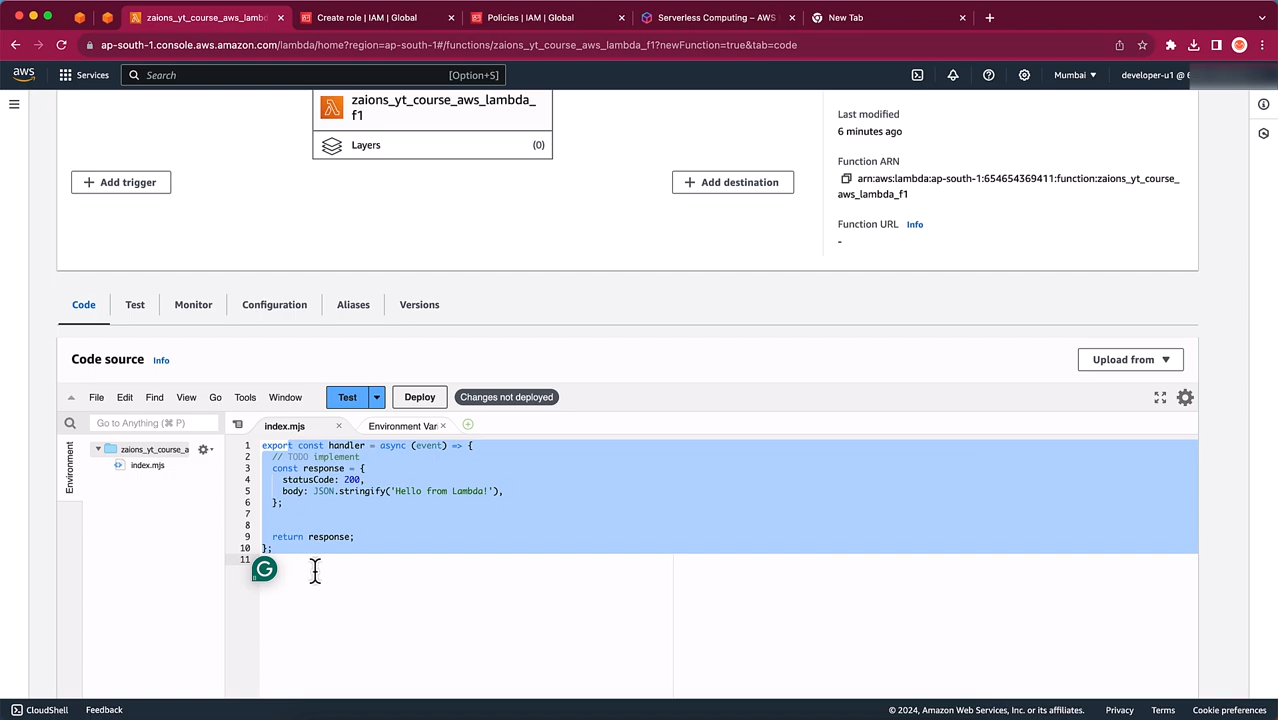 zaions_yt_course_aws_lambd
Create role | IAM | Global
Policies | IAM | Global
Serverless Computing – AWS
New Tab
ap-south-1.console.aws.amazon.com/lambda/home?region=ap-south-1#/functions/zaions_yt_course_aws_lambda_f1?newFunction=true&tab=code
aws
Services
Search
[Option+S]
Mumbai
developer-u1 @ 6
zaions_yt_course_aws_lambda_
f1
Layers
(0)
Add trigger
Add destination
Last modified
6 minutes ago
Function ARN
arn:aws:lambda:ap-south-1:654654369411:function:zaions_yt_course_
aws_lambda_f1
Function URL Info
-
Code
Test
Monitor
Configuration
Aliases
Versions
Code source Info
Upload from
File Edit Find View Go Tools Window
Test
Deploy
Changes not deployed
Go to Anything (⌘ P)
index.mjs
Environment Var
Environment
zaions_yt_course_a
index.mjs
1 export const handler = async (event) => {
2 // TODO implement
3 const response = {
4 statusCode: 200,
5 body: JSON.stringify('Hello from Lambda!'),
6 };
7
8
9 return response;
10 };
11
CloudShell
Feedback
© 2024, Amazon Web Services, Inc. or its affiliates.
Privacy
Terms
Cookie preferences